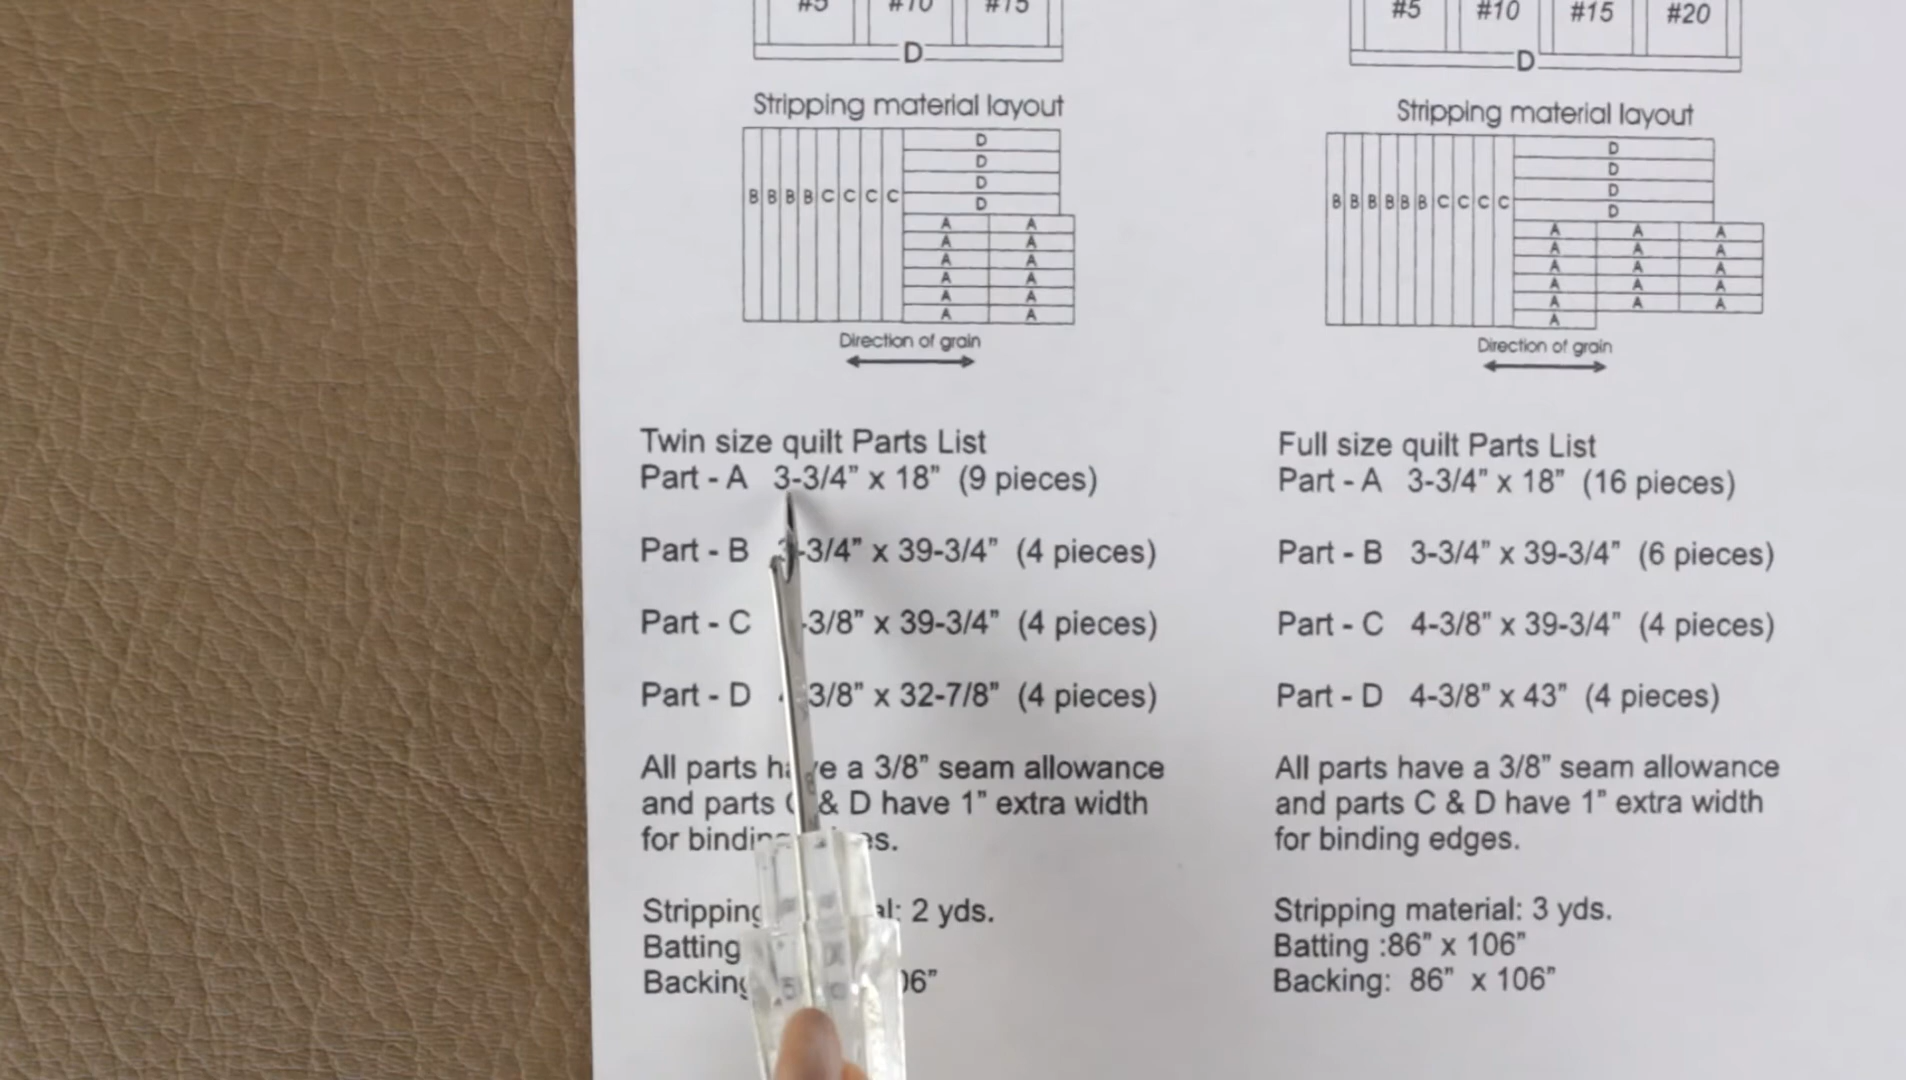 #5 #10 #15
D
Stripping material layout
D
D
D
B B B B C C C C D
A A
A A
A A
A A
A A
A A
Direction of grain
Twin size quilt Parts List
Part - A 3-3/4” x 18” (9 pieces)
Part - B 3-3/4” x 39-3/4” (4 pieces)
Part - C -3/8” x 39-3/4” (4 pieces)
Part - D 3/8” x 32-7/8” (4 pieces)
All parts have a 3/8” seam allowance
and parts & D have 1” extra width
for
Stripping 2 yds.
Batting
Backing
#5 #10 #15 #20
D
Stripping material layout
D
D
D
B B B B B B C C C C D
A A A
A A A
A A A
A A A
A A A
A
Direction of grain
Full size quilt Parts List
Part - A 3-3/4” x 18” (16 pieces)
Part - B 3-3/4” x 39-3/4” (6 pieces)
Part - C 4-3/8” x 39-3/4” (4 pieces)
Part - D 4-3/8” x 43” (4 pieces)
All parts have a 3/8” seam allowance
and parts C & D have 1” extra width
for binding edges.
Stripping material: 3 yds.
Batting :86” x 106”
Backing: 86” x 106”